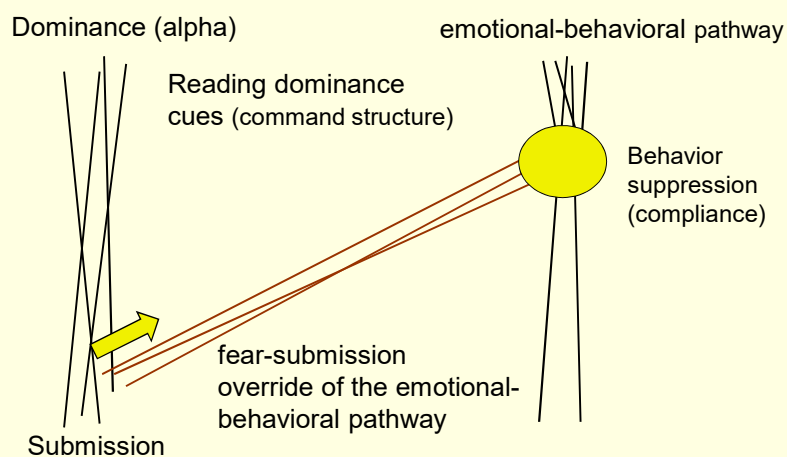 Dominance (alpha)
emotional-behavioral pathway
Reading dominance
cues (command structure)
Behavior
suppression
(compliance)
fear-submission
override of the emotional-
behavioral pathway
Submission